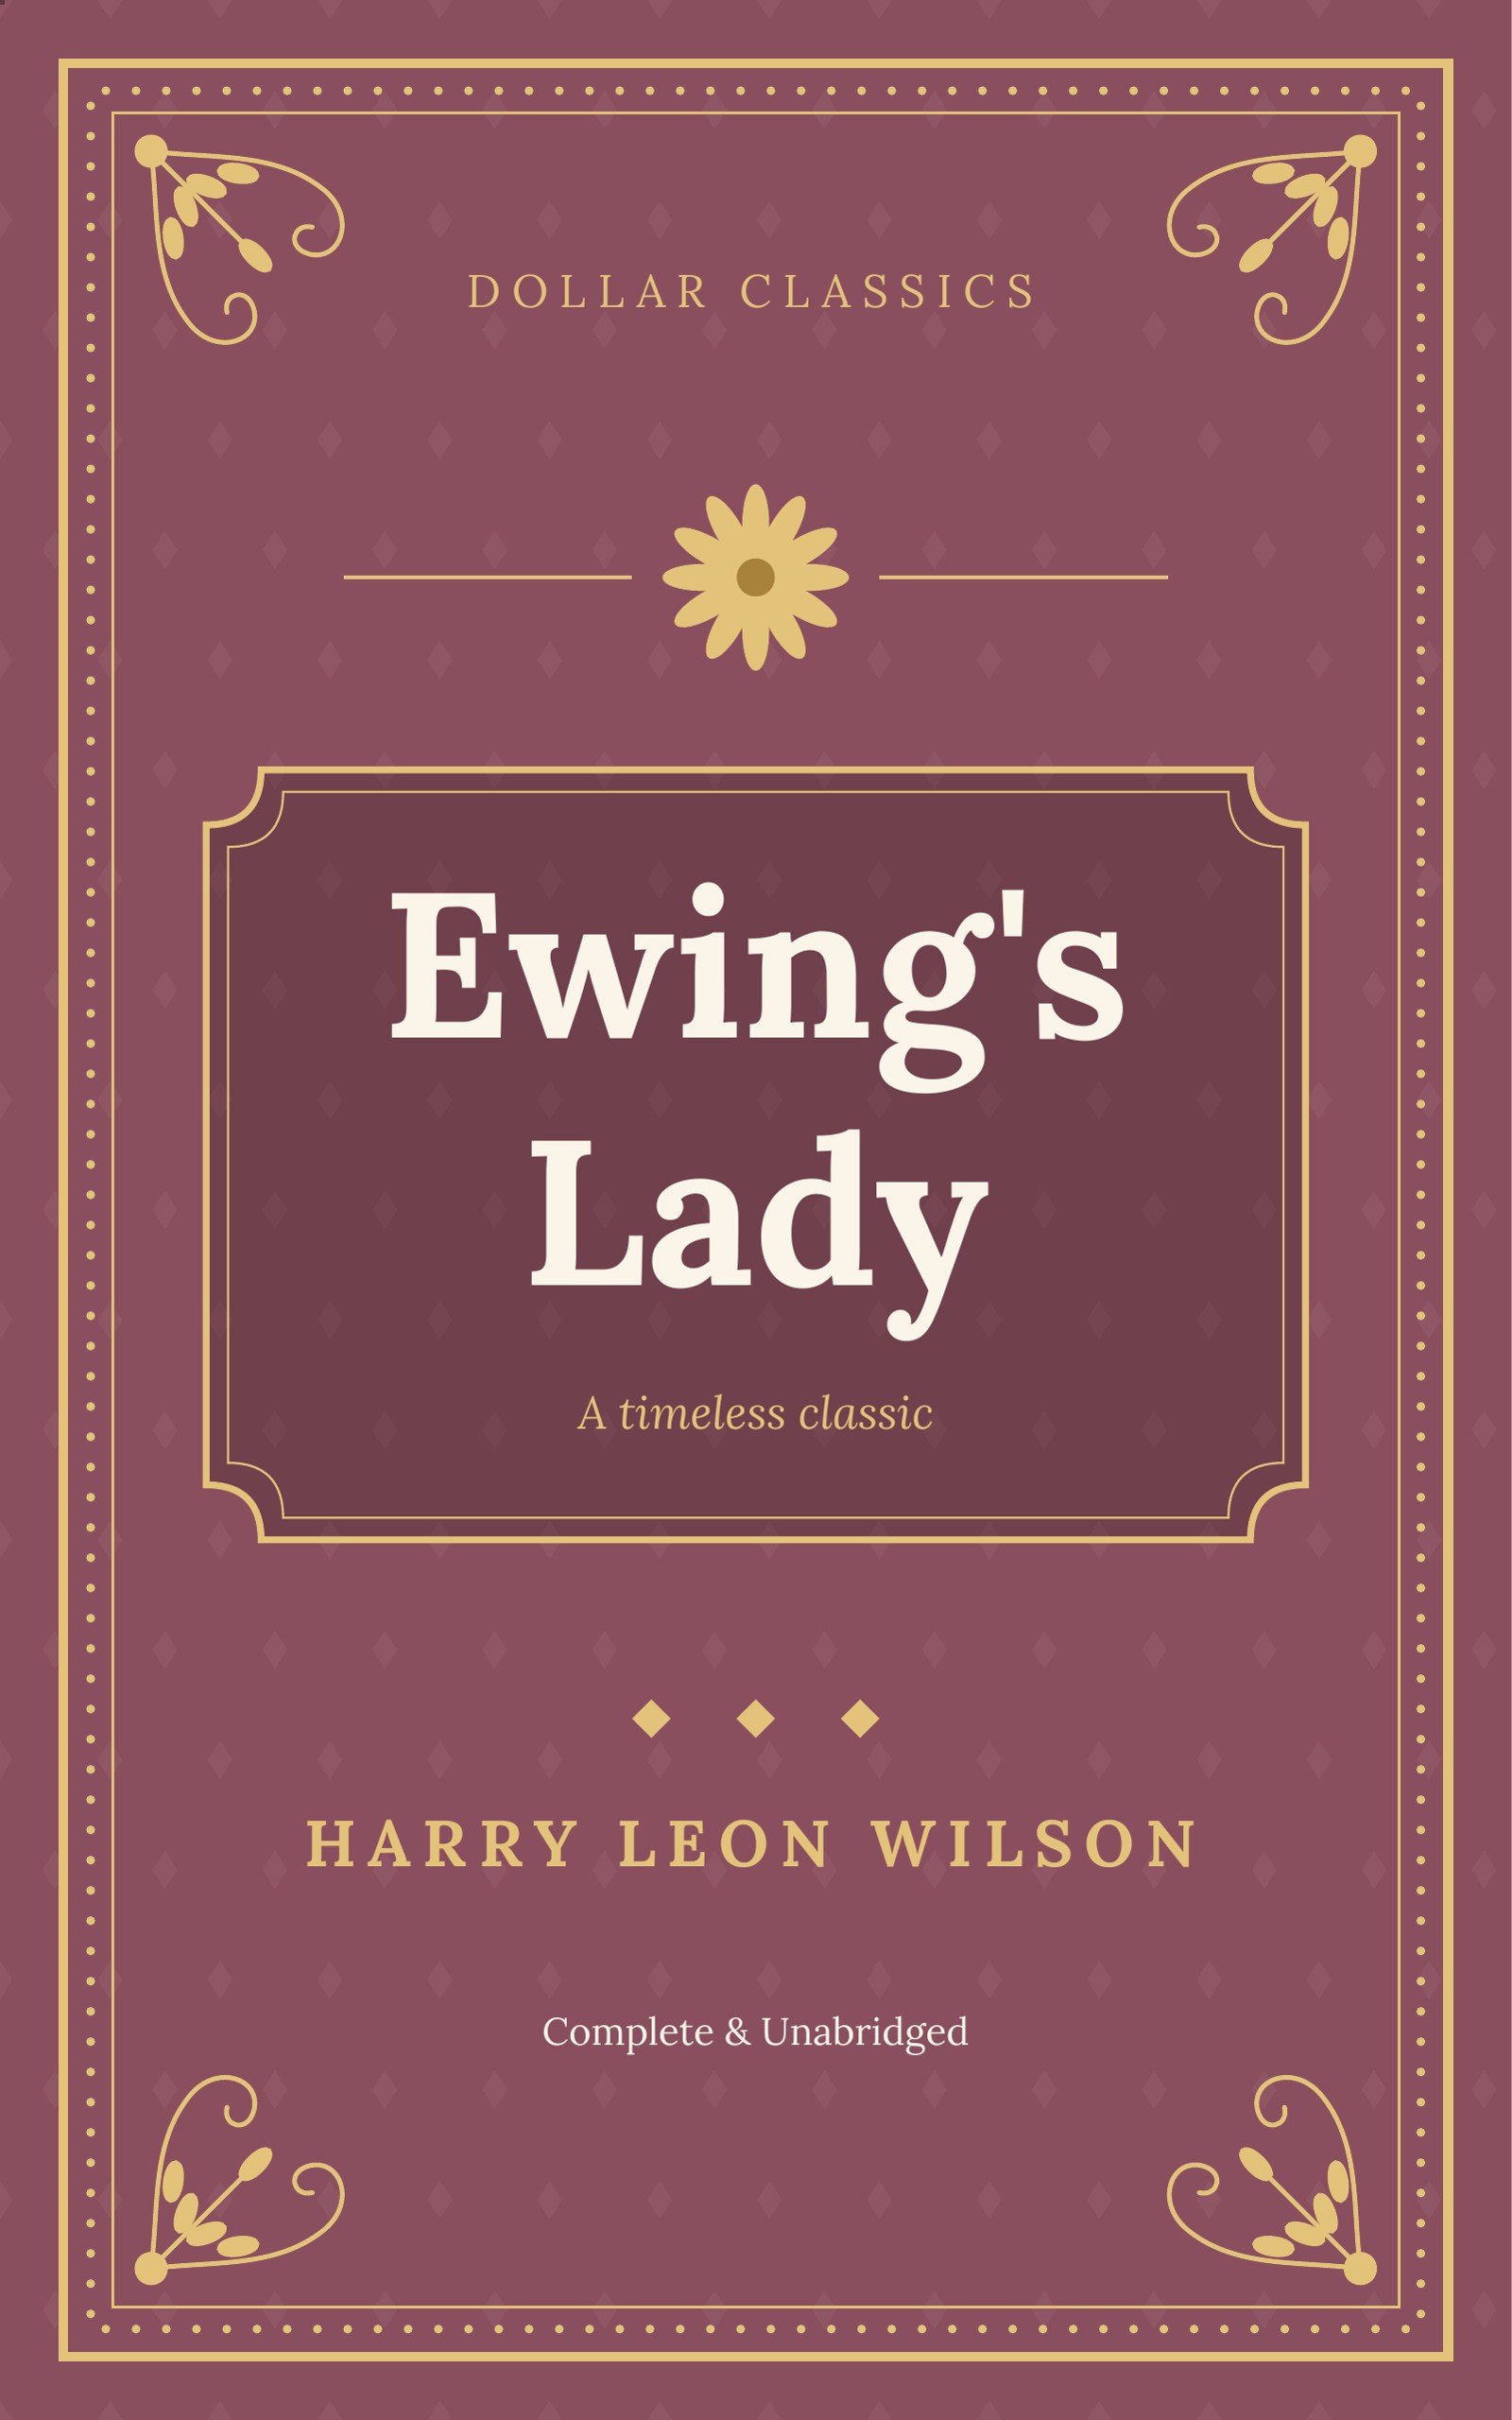 DOLLAR CLASSICS
Ewing's
Lady
A timeless classic
HARRY LEON WILSON
Complete & Unabridged